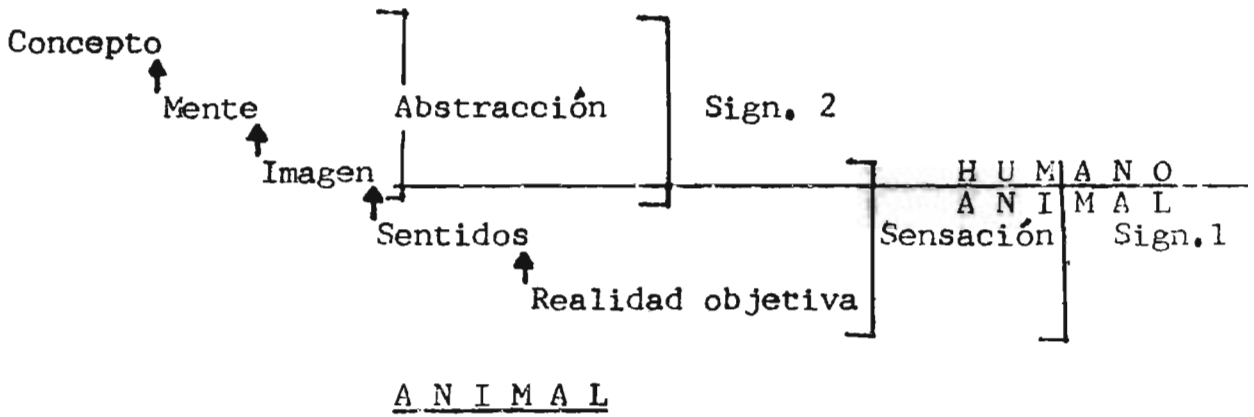 Concepto
Mente Abstracción Sign. 2
Imagen H U M A N O
A N I M A L
Sentidos Sensación Sign.1
Realidad objetiva
A N I M A L